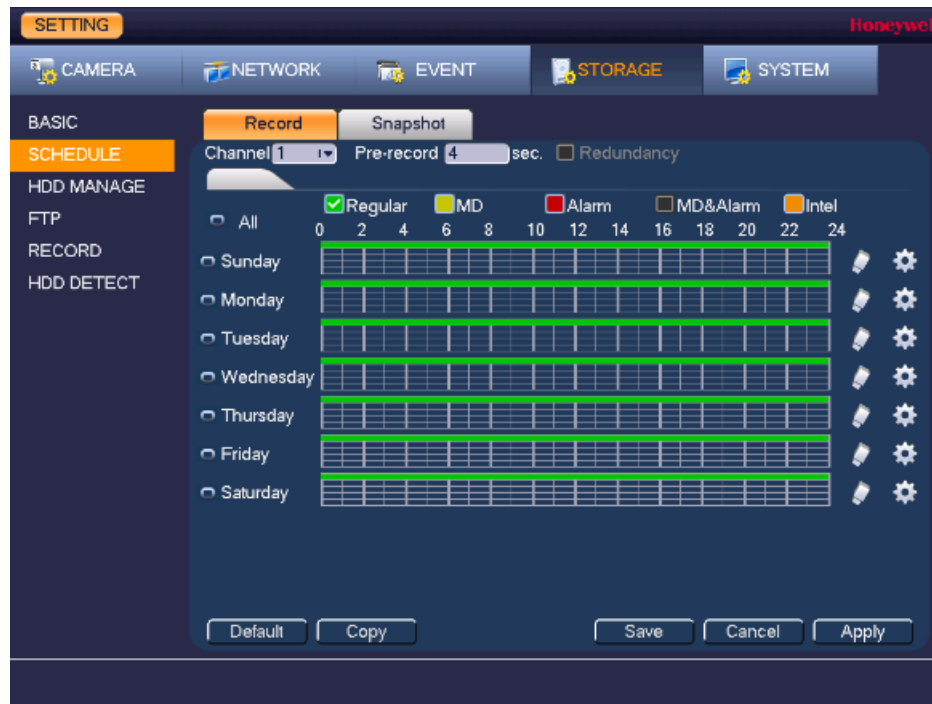 SETTING
Honeywel
CAMERA NETWORK EVENT STORAGE SYSTEM
BASIC
SCHEDULE
HDD MANAGE
FTP
RECORD
HDD DETECT
Record Snapshot
Channel 1 Pre-record 4 sec. Redundancy
Regular MD Alarm MD&Alarm Intel
All 0 2 4 6 8 10 12 14 16 18 20 22 24
Sunday
Monday
Tuesday
Wednesday
Thursday
Friday
Saturday
Default Copy Save Cancel Apply